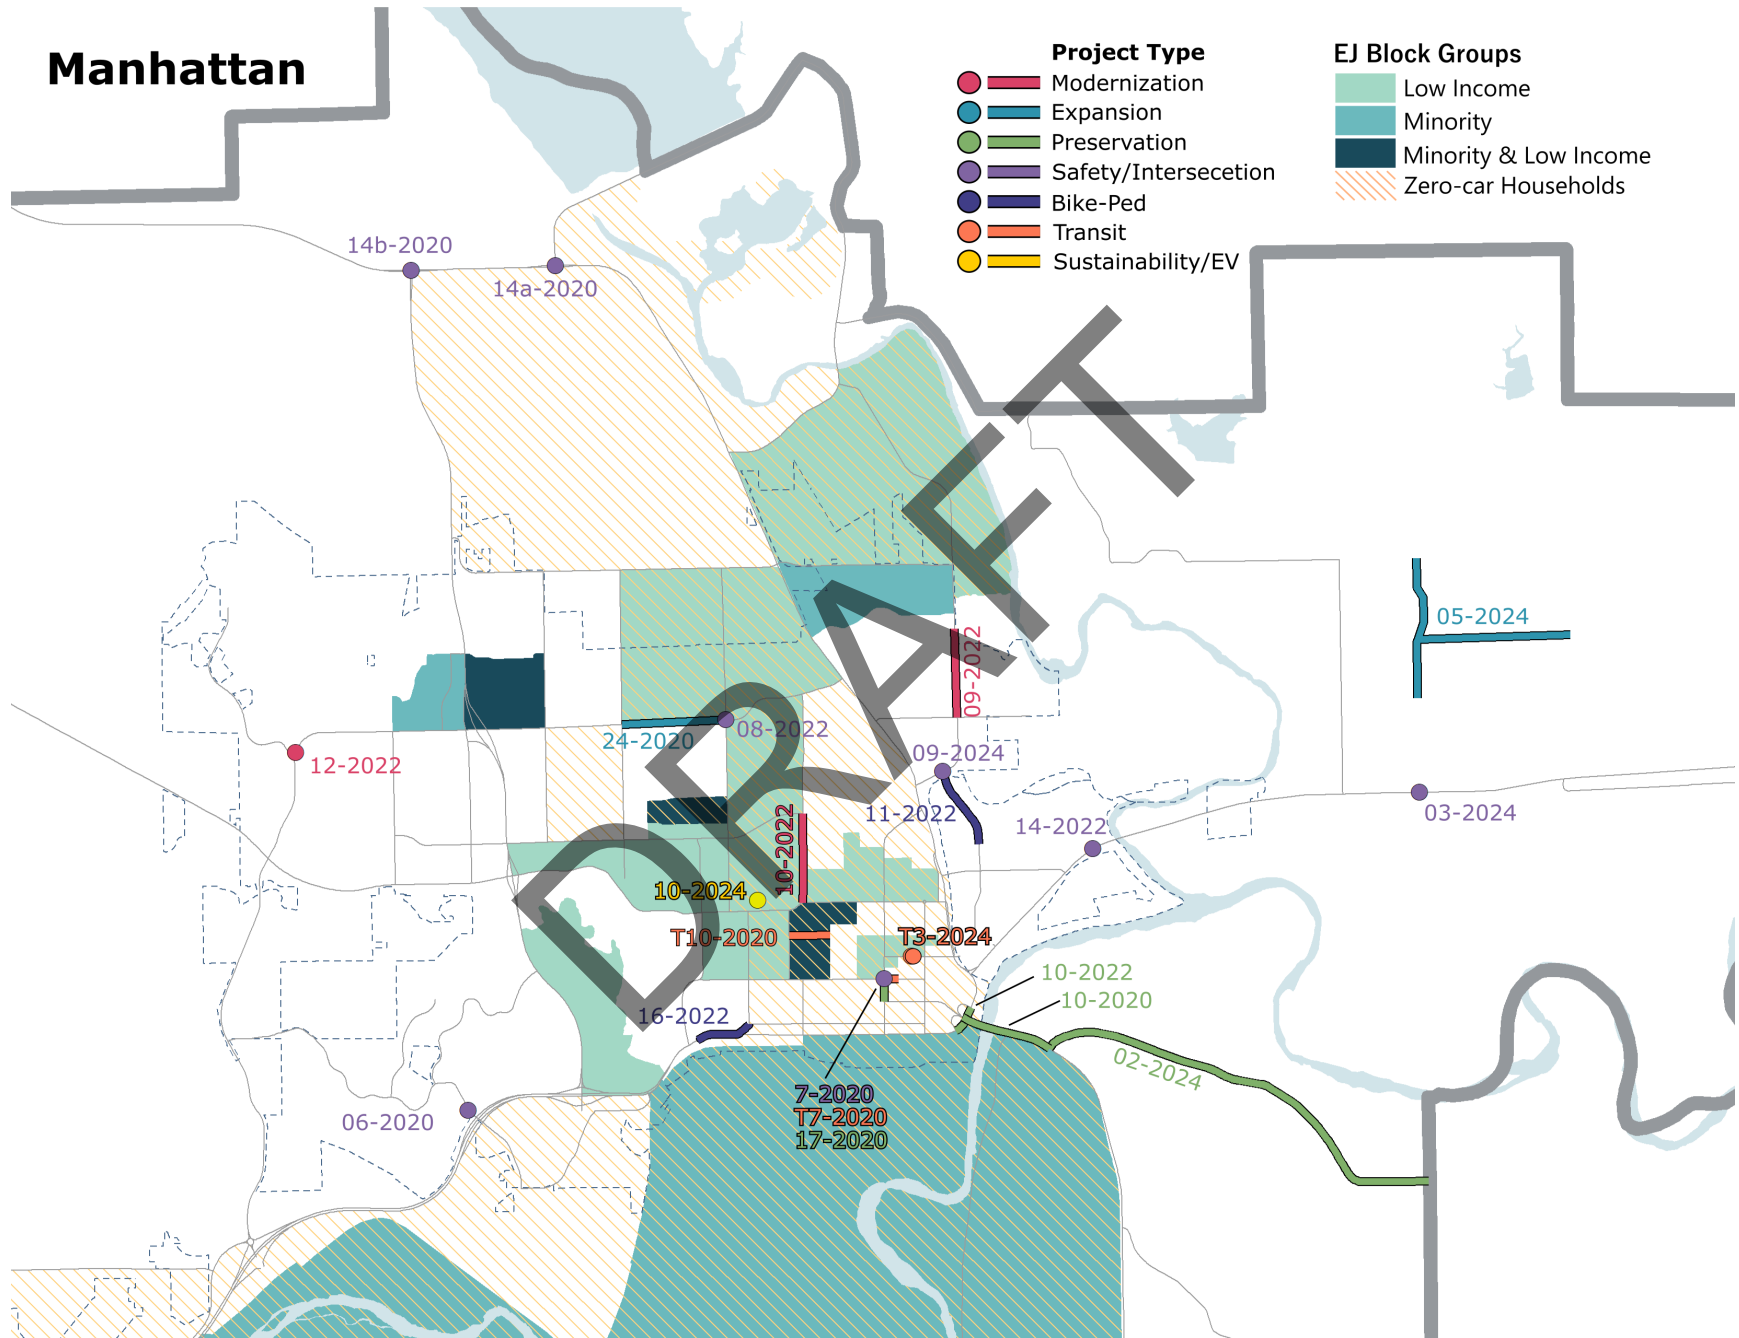 Manhattan
Project Type
Modernization
Expansion
Preservation
Safety/Intersecetion
Bike-Ped
Transit
Sustainability/EV
EJ Block Groups
Low Income
Minority
Minority & Low Income
Zero-car Households
14b-2020
14a-2020
DRAFT
05-2024
09-2022
24-2020
08-2022
12-2022
09-2024
11-2022
14-2022
03-2024
10-2022
10-2024
T10-2020
T3-2024
10-2022
10-2020
16-2022
02-2024
7-2020
T7-2020
17-2020
06-2020